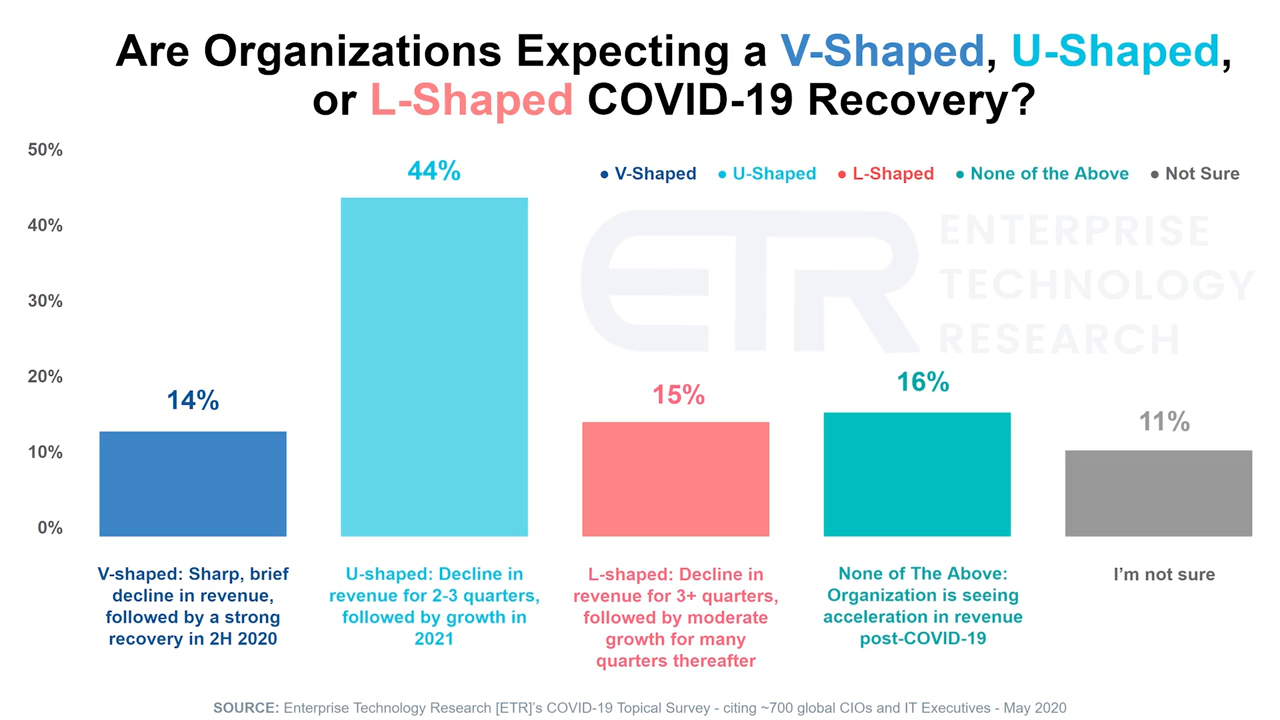 Are Organizations Expecting a V-Shaped, U-Shaped,
or L-Shaped COVID-19 Recovery?
50%
40%
30%
20%
10%
0%
● V-Shaped ● U-Shaped ● L-Shaped ● None of the Above ● Not Sure
ETR
ENTERPRISE
TECHNOLOGY
RESEARCH
14%
44%
15%
16%
11%
V-shaped: Sharp, brief
decline in revenue,
followed by a strong
recovery in 2H 2020
U-shaped: Decline in
revenue for 2-3 quarters,
followed by growth in
2021
L-shaped: Decline in
revenue for 3+ quarters,
followed by moderate
growth for many
quarters thereafter
None of The Above:
Organization is seeing
acceleration in revenue
post-COVID-19
I’m not sure
SOURCE: Enterprise Technology Research [ETR]’s COVID-19 Topical Survey - citing ~700 global CIOs and IT Executives - May 2020